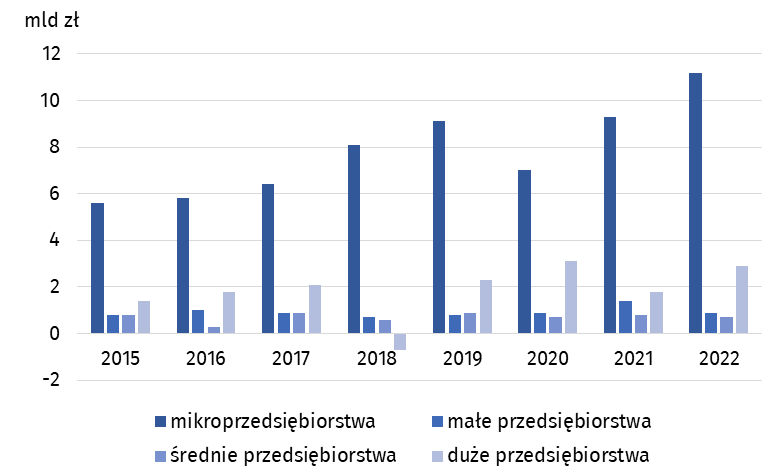 mld zł
12
10
8
6
4
2
0
-2
2015 2016 2017 2018 2019 2020 2021 2022
mikroprzedsiębiorstwa małe przedsiębiorstwa
średnie przedsiębiorstwa duże przedsiębiorstwa